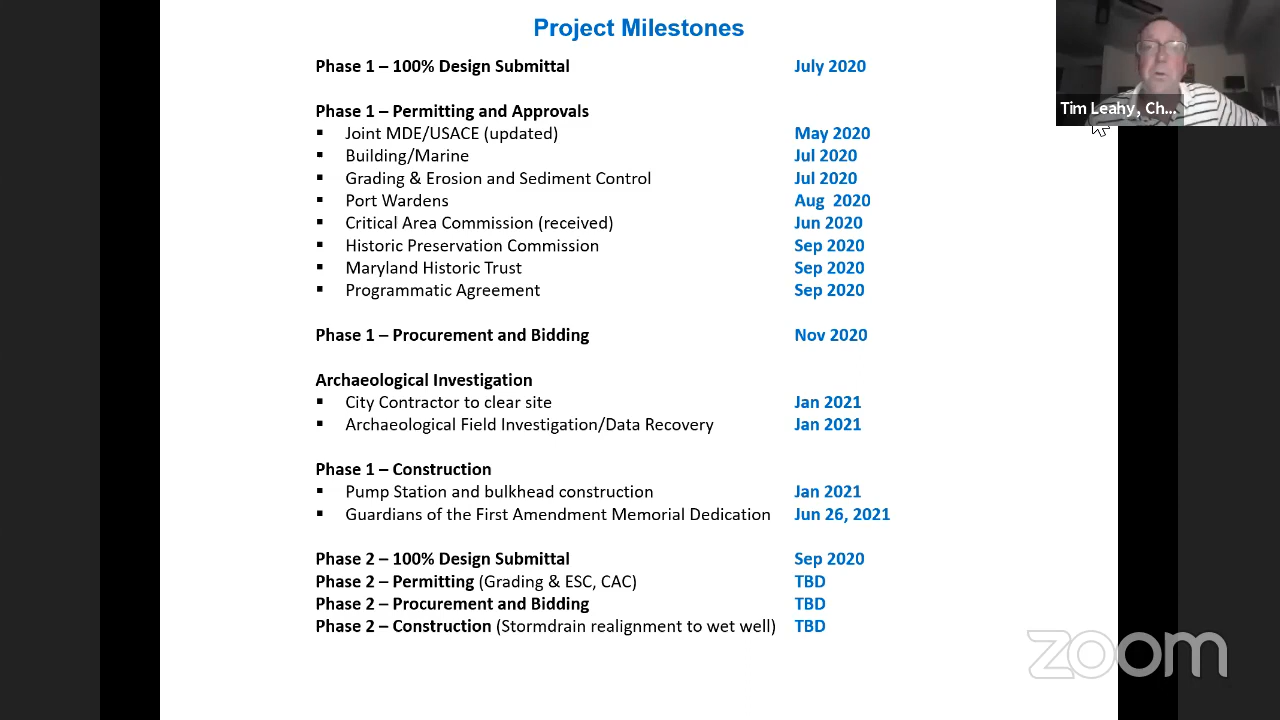 Project Milestones
Phase 1 – 100% Design Submittal July 2020
Phase 1 – Permitting and Approvals
▪ Joint MDE/USACE (updated) May 2020
▪ Building/Marine Jul 2020
▪ Grading & Erosion and Sediment Control Jul 2020
▪ Port Wardens Aug 2020
▪ Critical Area Commission (received) Jun 2020
▪ Historic Preservation Commission Sep 2020
▪ Maryland Historic Trust Sep 2020
▪ Programmatic Agreement Sep 2020
Phase 1 – Procurement and Bidding Nov 2020
Archaeological Investigation
▪ City Contractor to clear site Jan 2021
▪ Archaeological Field Investigation/Data Recovery Jan 2021
Phase 1 – Construction
▪ Pump Station and bulkhead construction Jan 2021
▪ Guardians of the First Amendment Memorial Dedication Jun 26, 2021
Phase 2 – 100% Design Submittal Sep 2020
Phase 2 – Permitting (Grading & ESC, CAC) TBD
Phase 2 – Procurement and Bidding TBD
Phase 2 – Construction (Stormdrain realignment to wet well) TBD
Tim Leahy, Ch...
zoom